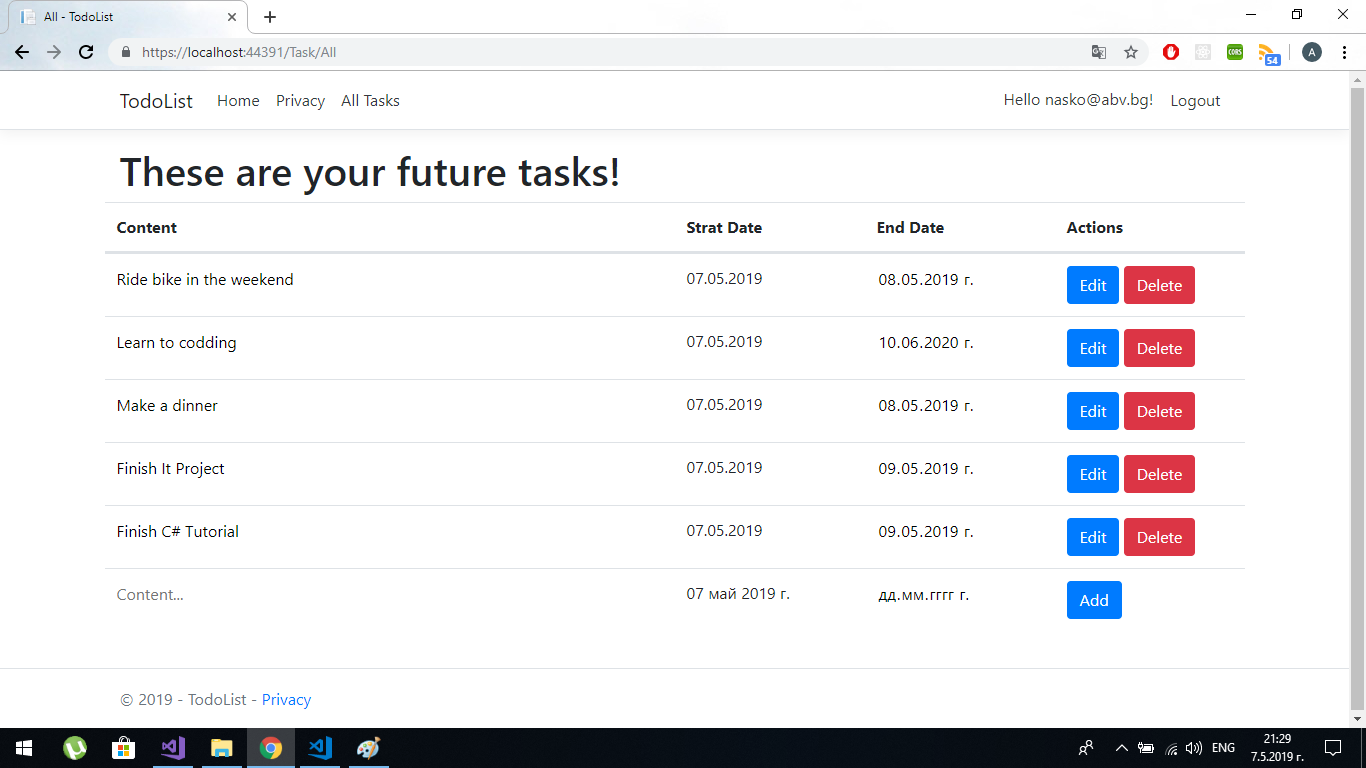 All - TodoList
https://localhost:44391/Task/All
CORS
54
A
TodoList Home Privacy All Tasks Hello nasko@abv.bg! Logout
These are your future tasks!
Content Strat Date End Date Actions
Ride bike in the weekend 07.05.2019 08.05.2019 г. Edit Delete
Learn to codding 07.05.2019 10.06.2020 г. Edit Delete
Make a dinner 07.05.2019 08.05.2019 г. Edit Delete
Finish It Project 07.05.2019 09.05.2019 г. Edit Delete
Finish C# Tutorial 07.05.2019 09.05.2019 г. Edit Delete
Content... 07 май 2019 г. дд.мм.гггг г. Add
© 2019 - TodoList - Privacy
ENG 21:29
7.5.2019 г.